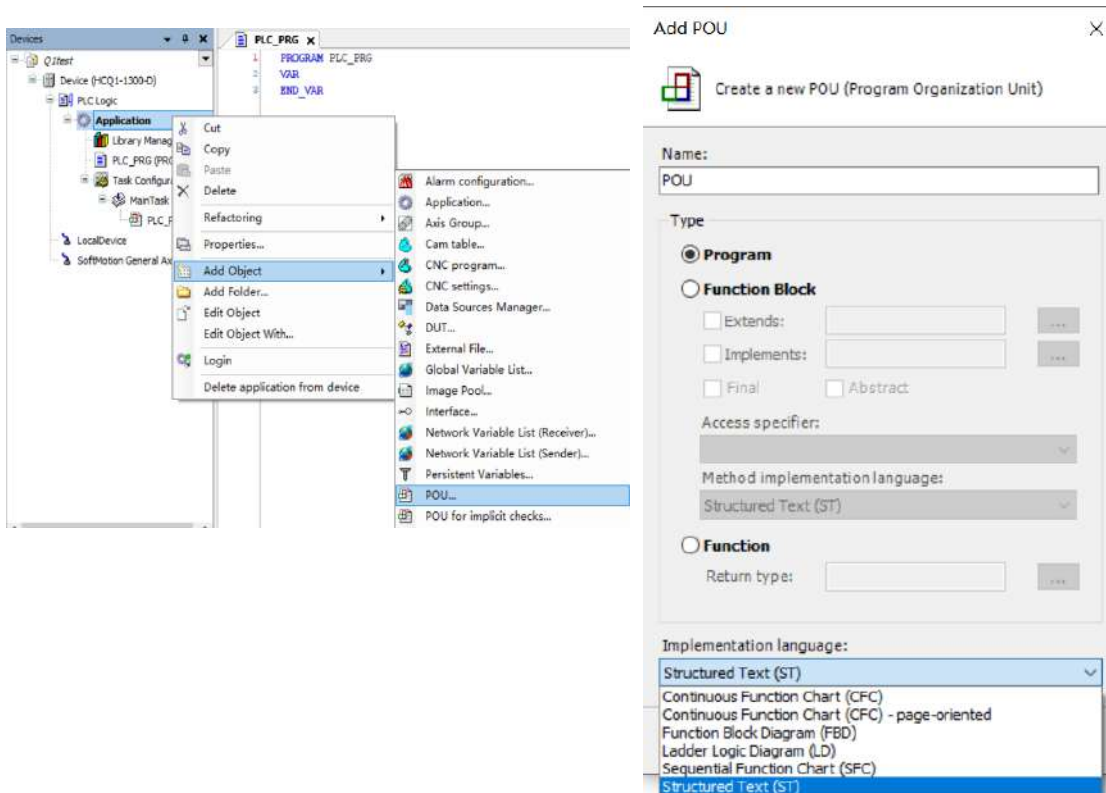 Devices
Q1test
Device (HCQ1-1300-D)
PLC Logic
Application
Library Manag
PLC_PRG (PRG
Task Configur
MainTask
PLC_P
LocalDevice
SoftMotion General Ax
PLC_PRG X
1 PROGRAM PLC_PRG
2 VAR
3 END_VAR
Cut
Copy
Paste
Delete
Refactoring
Properties...
Add Object
Add Folder...
Edit Object
Edit Object With...
Login
Delete application from device
Alarm configuration...
Application...
Axis Group...
Cam table...
CNC program...
CNC settings...
Data Sources Manager...
DUT...
External File...
Global Variable List...
Image Pool...
Interface...
Network Variable List (Receiver)...
Network Variable List (Sender)...
Persistent Variables...
POU...
POU for implicit checks...
Add POU
Create a new POU (Program Organization Unit)
Name:
POU
Type
Program
Function Block
Extends:
...
Implements:
...
Final Abstract
Access specifier:
Method implementation language:
Structured Text (ST)
Function
Return type:
...
Implementation language:
Structured Text (ST)
Continuous Function Chart (CFC)
Continuous Function Chart (CFC) - page-oriented
Function Block Diagram (FBD)
Ladder Logic Diagram (LD)
Sequential Function Chart (SFC)
Structured Text (ST)